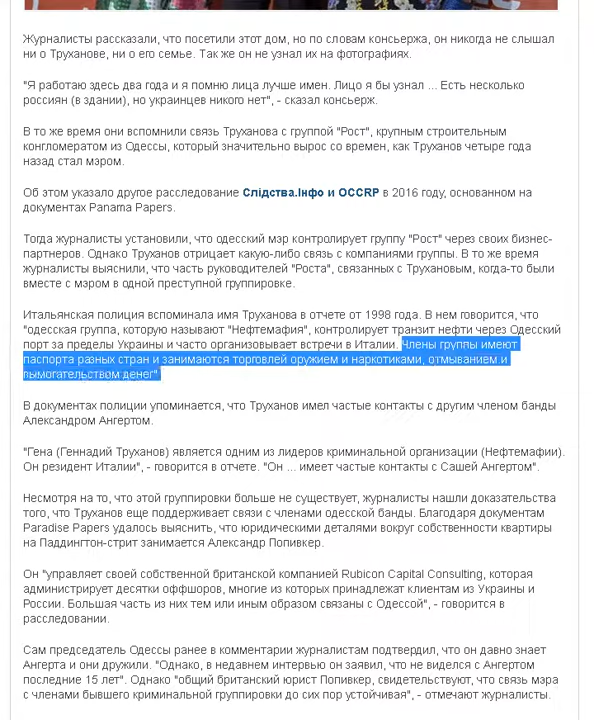 Журналисты рассказали, что посетили этот дом, но по словам консьержа, он никогда не слышал
ни о Труханове, ни о его семье. Так же он не узнал их на фотографиях.
"Я работаю здесь два года и я помню лица лучше имен. Лицо я бы узнал ... Есть несколько
россиян (в здании), но украинцев никого нет", - сказал консьерж.
В то же время они вспомнили связь Труханова с группой "Рост", крупным строительным
конгломератом из Одессы, который значительно вырос со времен, как Труханов четыре года
назад стал мэром.
Об этом указало другое расследование Слідства.Інфо и OCCRP в 2016 году, основанном на
документах Panama Papers.
Тогда журналисты установили, что одесский мэр контролирует группу "Рост" через своих бизнес-
партнеров. Однако Труханов отрицает какую-либо связь с компаниями группы. В то же время
журналисты выяснили, что часть руководителей "Роста", связанных с Трухановым, когда-то были
вместе с мэром в одной преступной группировке.
Итальянская полиция вспоминала имя Труханова в отчете от 1998 года. В нем говорится, что
"одесская группа, которую называют "Нефтемафия", контролирует транзит нефти через Одесский
порт за пределы Украины и часто организовывает встречи в Италии. Члены группы имеют
паспорта разных стран и занимаются торговлей оружием и наркотиками, отмыванием и
вымогательством денег".
В документах полиции упоминается, что Труханов имел частые контакты с другим членом банды
Александром Ангертом.
"Гена (Геннадий Труханов) является одним из лидеров криминальной организации (Нефтемафии).
Он резидент Италии", - говорится в отчете. "Он ... имеет частые контакты с Сашей Ангертом".
Несмотря на то, что этой группировки больше не существует, журналисты нашли доказательства
того, что Труханов еще поддерживает связи с членами одесской банды. Благодаря документам
Paradise Papers удалось выяснить, что юридическими деталями вокруг собственности квартиры
на Паддингтон-стрит занимается Александр Попивкер.
Он "управляет своей собственной британской компанией Rubicon Capital Consulting, которая
администрирует десятки оффшоров, многие из которых принадлежат клиентам из Украины и
России. Большая часть из них тем или иным образом связаны с Одессой", - говорится в
расследовании.
Сам председатель Одессы ранее в комментарии журналистам подтвердил, что он давно знает
Ангерта и они дружили. "Однако, в недавнем интервью он заявил, что не виделся с Ангертом
последние 15 лет". Однако "общий британский юрист Попивкер, свидетельствуют, что связь мэра
с членами бывшего криминальной группировки до сих пор устойчивая", - отмечают журналисты.